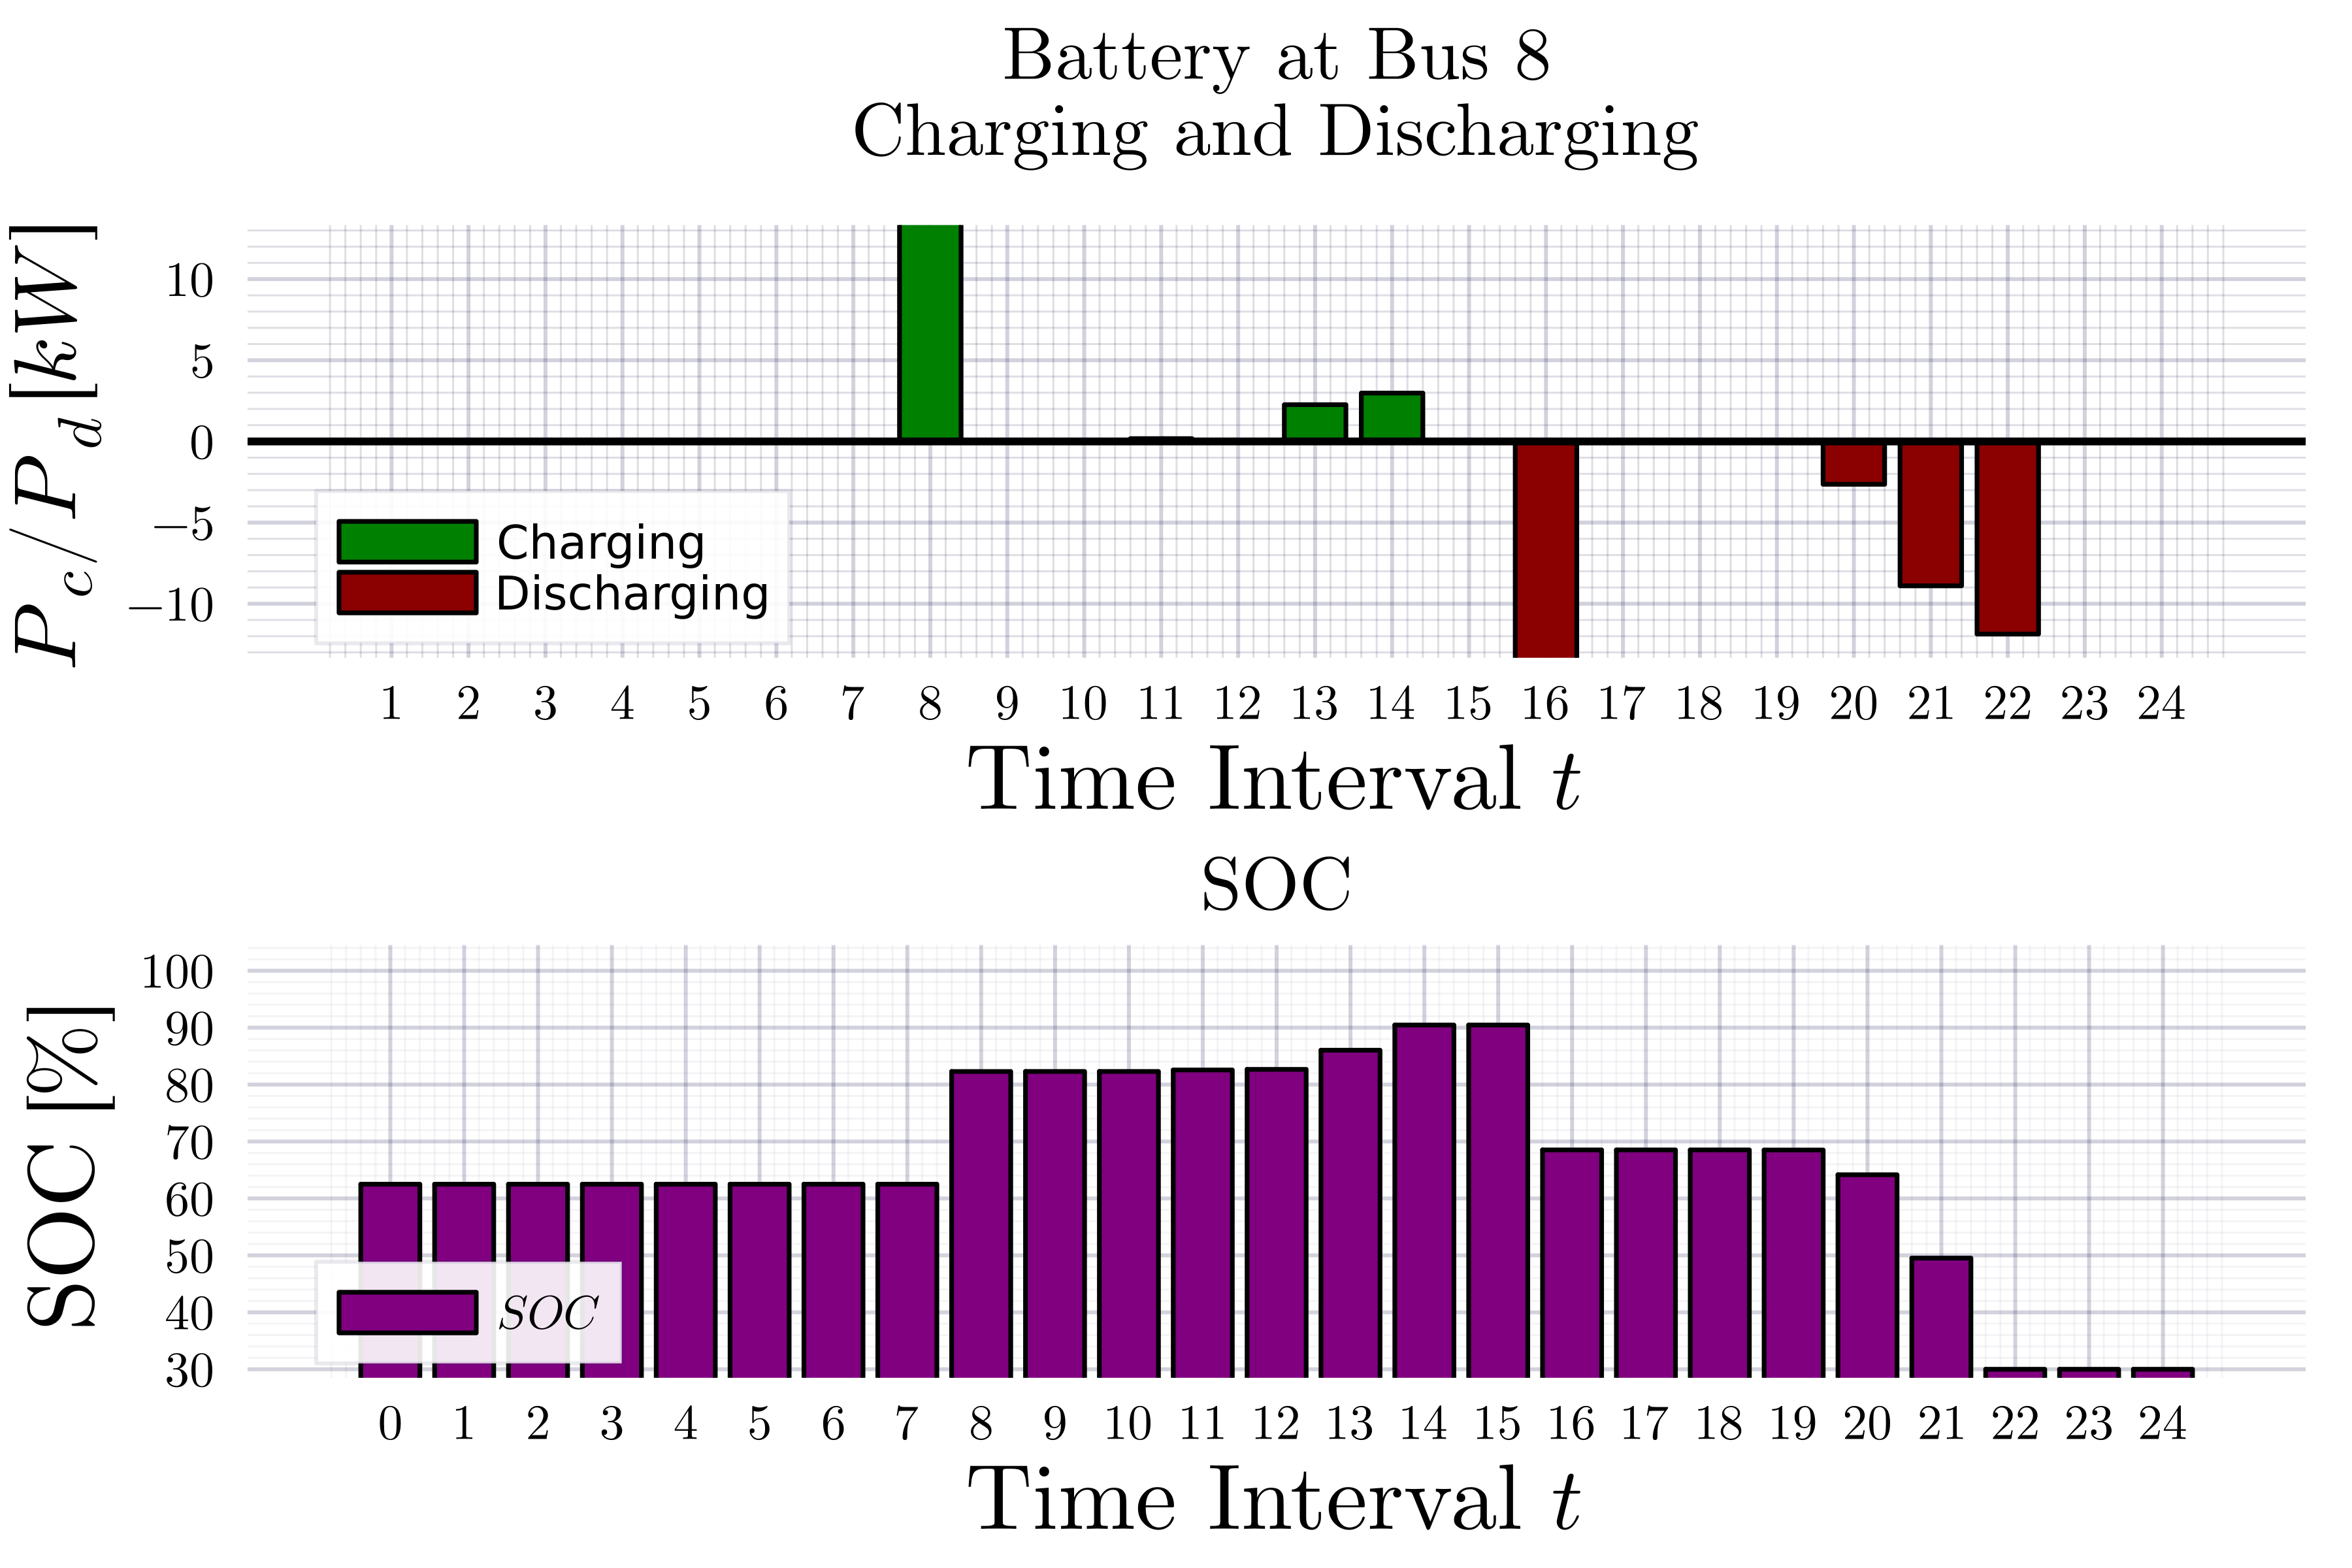 Battery at Bus 8
Charging and Discharging
P_c/P_d [kW]
10
5
0
−5
−10
Charging
Discharging
1 2 3 4 5 6 7 8 9 10 11 12 13 14 15 16 17 18 19 20 21 22 23 24
Time Interval t
SOC
SOC [%]
100
90
80
70
60
50
40
30
SOC
0 1 2 3 4 5 6 7 8 9 10 11 12 13 14 15 16 17 18 19 20 21 22 23 24
Time Interval t